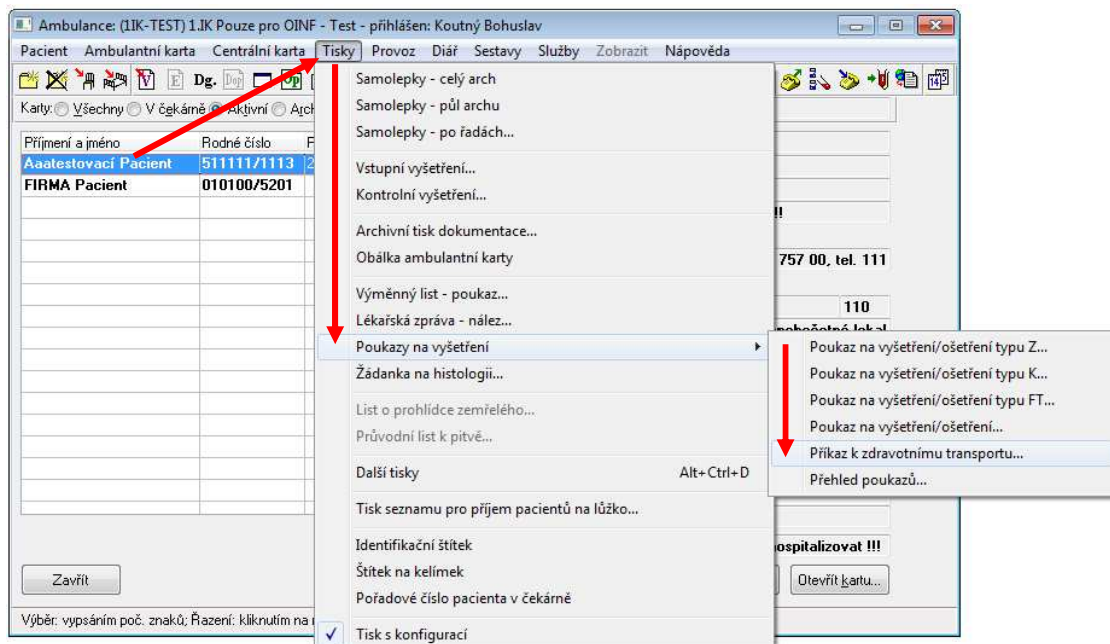 Ambulance: (1IK-TEST) 1.IK Pouze pro OINF - Test - přihlášen: Koutný Bohuslav
Pacient Ambulantní karta Centrální karta Tisky Provoz Diář Sestavy Služby Zobrazit Nápověda
Dg.
Karty: Všechny V čekárně Aktivní
Příjmení a jméno Rodné číslo
Aaatestovací Pacient 511111/1113
FIRMA Pacient 010100/5201
Samolepky - celý arch
Samolepky - půl archu
Samolepky - po řadách...
Vstupní vyšetření...
Kontrolní vyšetření...
Archivní tisk dokumentace...
Obálka ambulantní karty
Výměnný list - poukaz...
Lékařská zpráva - nález...
Poukazy na vyšetření
Žádanka na histologii...
List o prohlídce zemřelého...
Průvodní list k pitvě...
Další tisky Alt+Ctrl+D
Tisk seznamu pro příjem pacientů na lůžko...
Identifikační štítek
Štítek na kelímek
Pořadové číslo pacienta v čekárně
Tisk s konfigurací
!!
757 00, tel. 111
110
Poukaz na vyšetření/ošetření typu Z...
Poukaz na vyšetření/ošetření typu K...
Poukaz na vyšetření/ošetření typu FT...
Poukaz na vyšetření/ošetření...
Příkaz k zdravotnímu transportu...
Přehled poukazů...
ospitalizovat !!!
Zavřít
Otevřít kartu...
Výběr: vypsáním poč. znaků; Řazení: kliknutím na